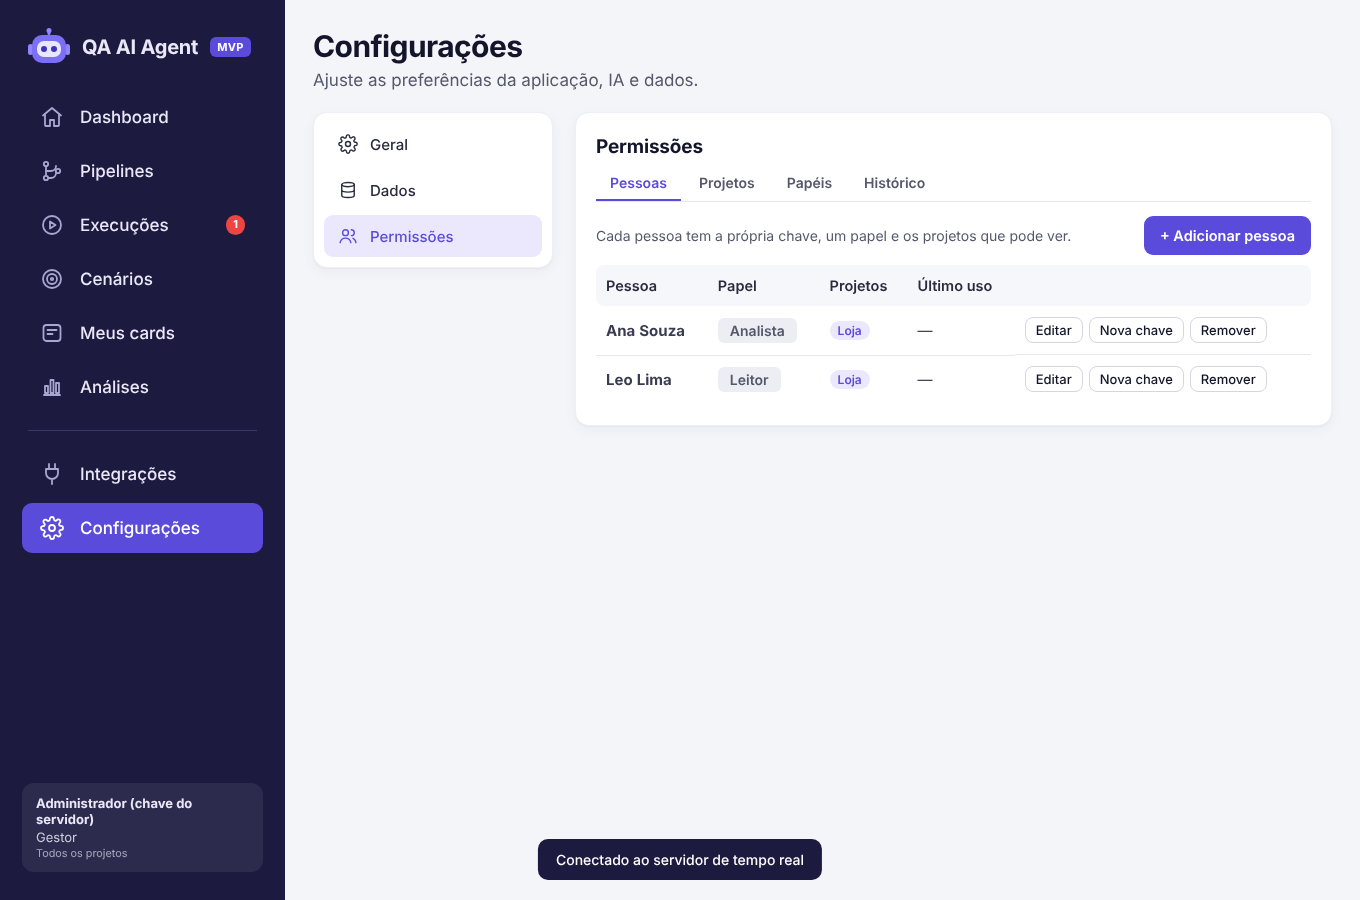 QA AI Agent MVP
Dashboard
Pipelines
Execuções 1
Cenários
Meus cards
Análises
Integrações
Configurações
Administrador (chave do
servidor)
Gestor
Todos os projetos
Configurações
Ajuste as preferências da aplicação, IA e dados.
Geral
Dados
Permissões
Permissões
Pessoas Projetos Papéis Histórico
Cada pessoa tem a própria chave, um papel e os projetos que pode ver. + Adicionar pessoa
Pessoa Papel Projetos Último uso
Ana Souza Analista Loja — Editar Nova chave Remover
Leo Lima Leitor Loja — Editar Nova chave Remover
Conectado ao servidor de tempo real